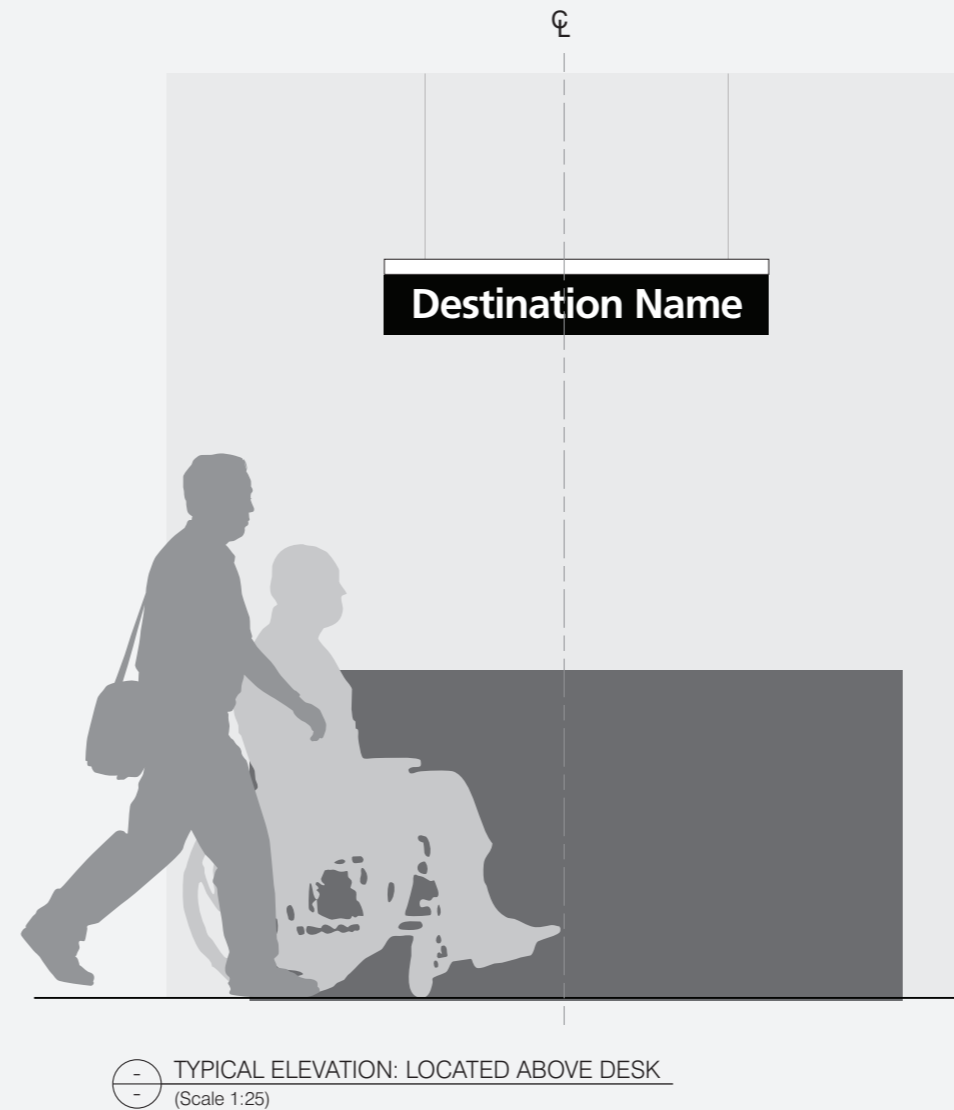 ℄
Destination Name
-
TYPICAL ELEVATION: LOCATED ABOVE DESK
-
(Scale 1:25)